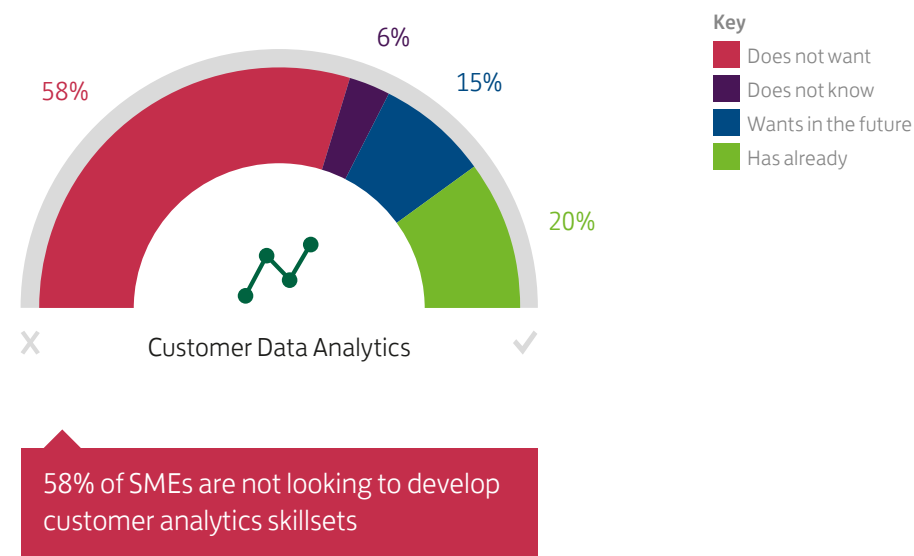 6%
58%
15%
20%
Customer Data Analytics
Key
Does not want
Does not know
Wants in the future
Has already
58% of SMEs are not looking to develop
customer analytics skillsets